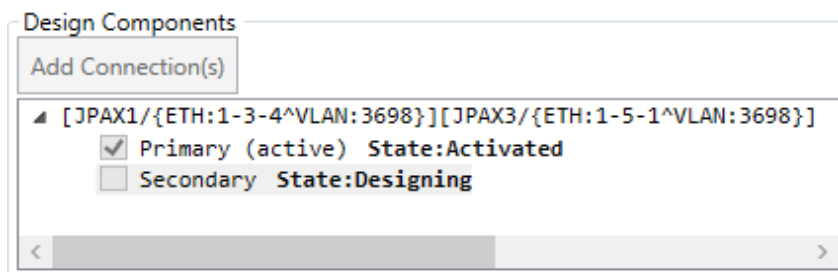 Design Components
Add Connection(s)
[JPAX1/{ETH:1-3-4^VLAN:3698}][JPAX3/{ETH:1-5-1^VLAN:3698}]
Primary (active) State:Activated
Secondary State:Designing